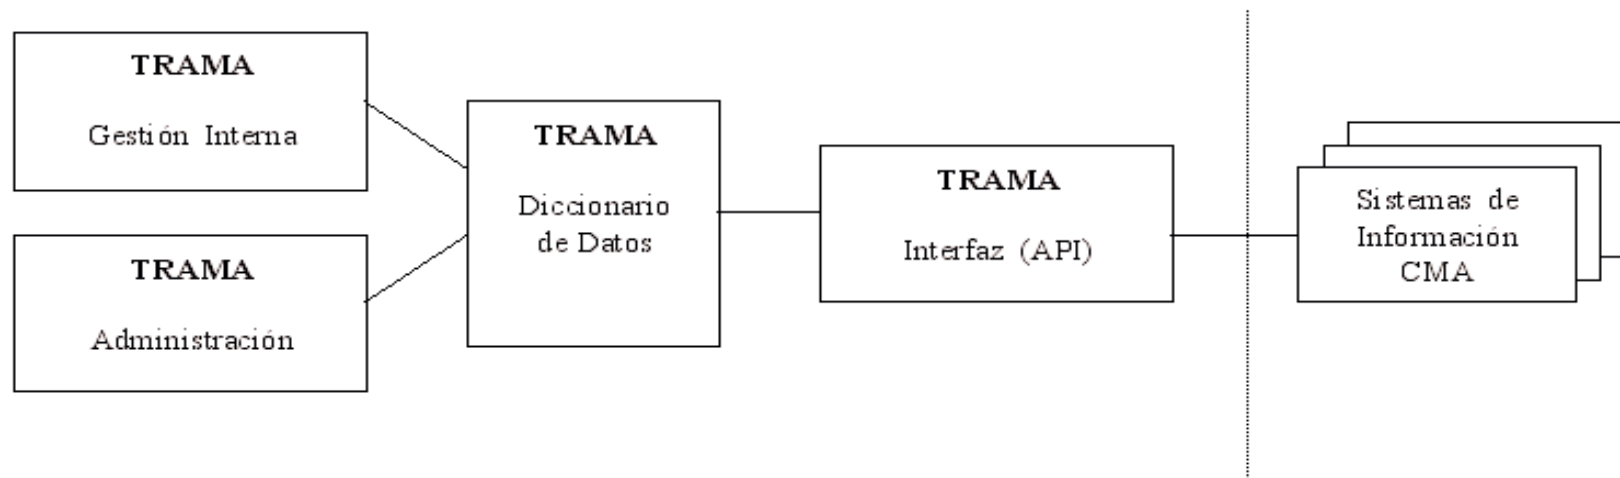 TRAMA
Gestión Interna
TRAMA
Administración
TRAMA
Diccionario
de Datos
TRAMA
Interfaz (API)
Sistemas de
Información
CMA